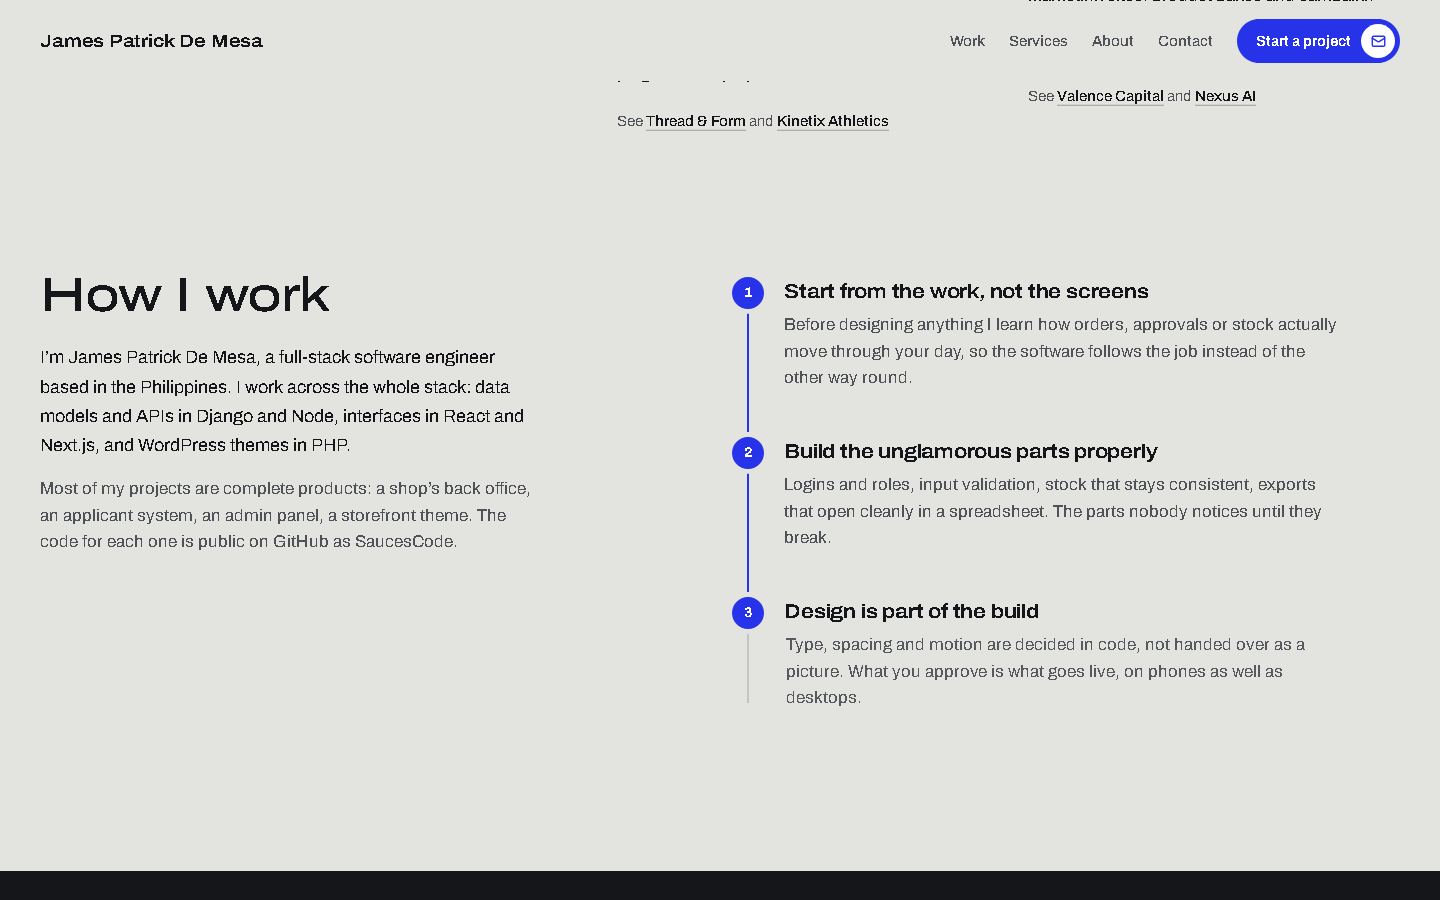 James Patrick De Mesa
Work
Services
About
Contact
Start a project
See Thread & Form and Kinetix Athletics
See Valence Capital and Nexus AI
How I work
I’m James Patrick De Mesa, a full-stack software engineer
based in the Philippines. I work across the whole stack: data
models and APIs in Django and Node, interfaces in React and
Next.js, and WordPress themes in PHP.
Most of my projects are complete products: a shop’s back office,
an applicant system, an admin panel, a storefront theme. The
code for each one is public on GitHub as SaucesCode.
1
Start from the work, not the screens
Before designing anything I learn how orders, approvals or stock actually
move through your day, so the software follows the job instead of the
other way round.
2
Build the unglamorous parts properly
Logins and roles, input validation, stock that stays consistent, exports
that open cleanly in a spreadsheet. The parts nobody notices until they
break.
3
Design is part of the build
Type, spacing and motion are decided in code, not handed over as a
picture. What you approve is what goes live, on phones as well as
desktops.